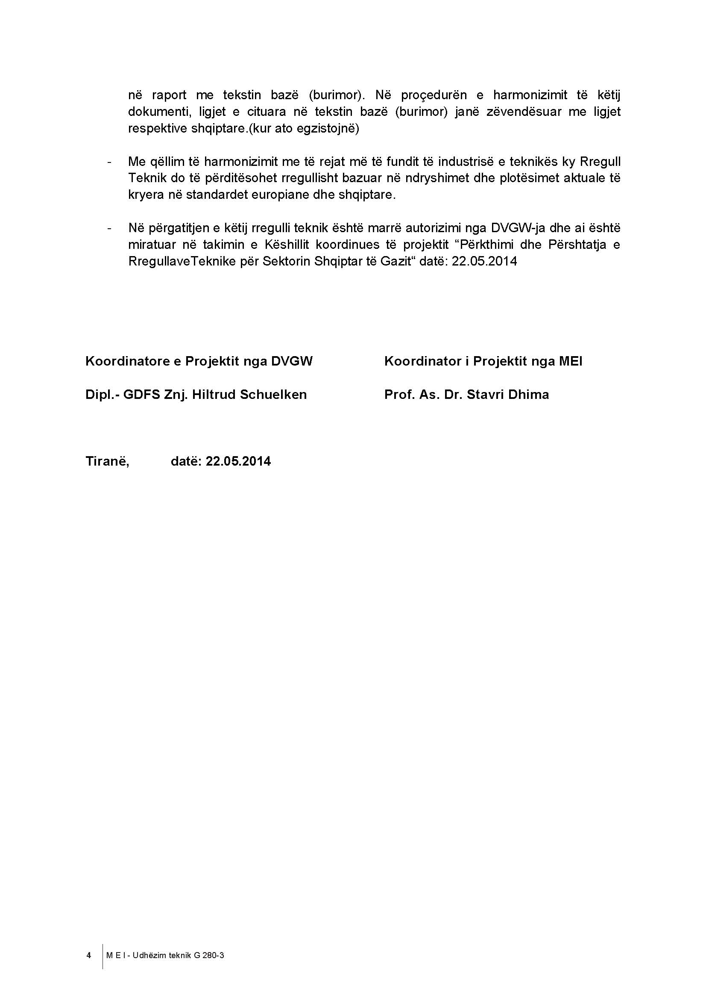 në raport me tekstin bazë (burimor). Në proçedurën e harmonizimit të këtij
dokumenti, ligjet e cituara në tekstin bazë (burimor) janë zëvendësuar me ligjet
respektive shqiptare.(kur ato egzistojnë)
- Me qëllim të harmonizimit me të rejat më të fundit të industrisë e teknikës ky Rregull
Teknik do të përditësohet rregullisht bazuar në ndryshimet dhe plotësimet aktuale të
kryera në standardet europiane dhe shqiptare.
- Në përgatitjen e këtij rregulli teknik është marrë autorizimi nga DVGW-ja dhe ai është
miratuar në takimin e Këshillit koordinues të projektit “Përkthimi dhe Përshtatja e
RregullaveTeknike për Sektorin Shqiptar të Gazit“ datë: 22.05.2014
Koordinatore e Projektit nga DVGW Koordinator i Projektit nga MEI
Dipl.- GDFS Znj. Hiltrud Schuelken Prof. As. Dr. Stavri Dhima
Tiranë, datë: 22.05.2014
4 M E I - Udhëzim teknik G 280-3